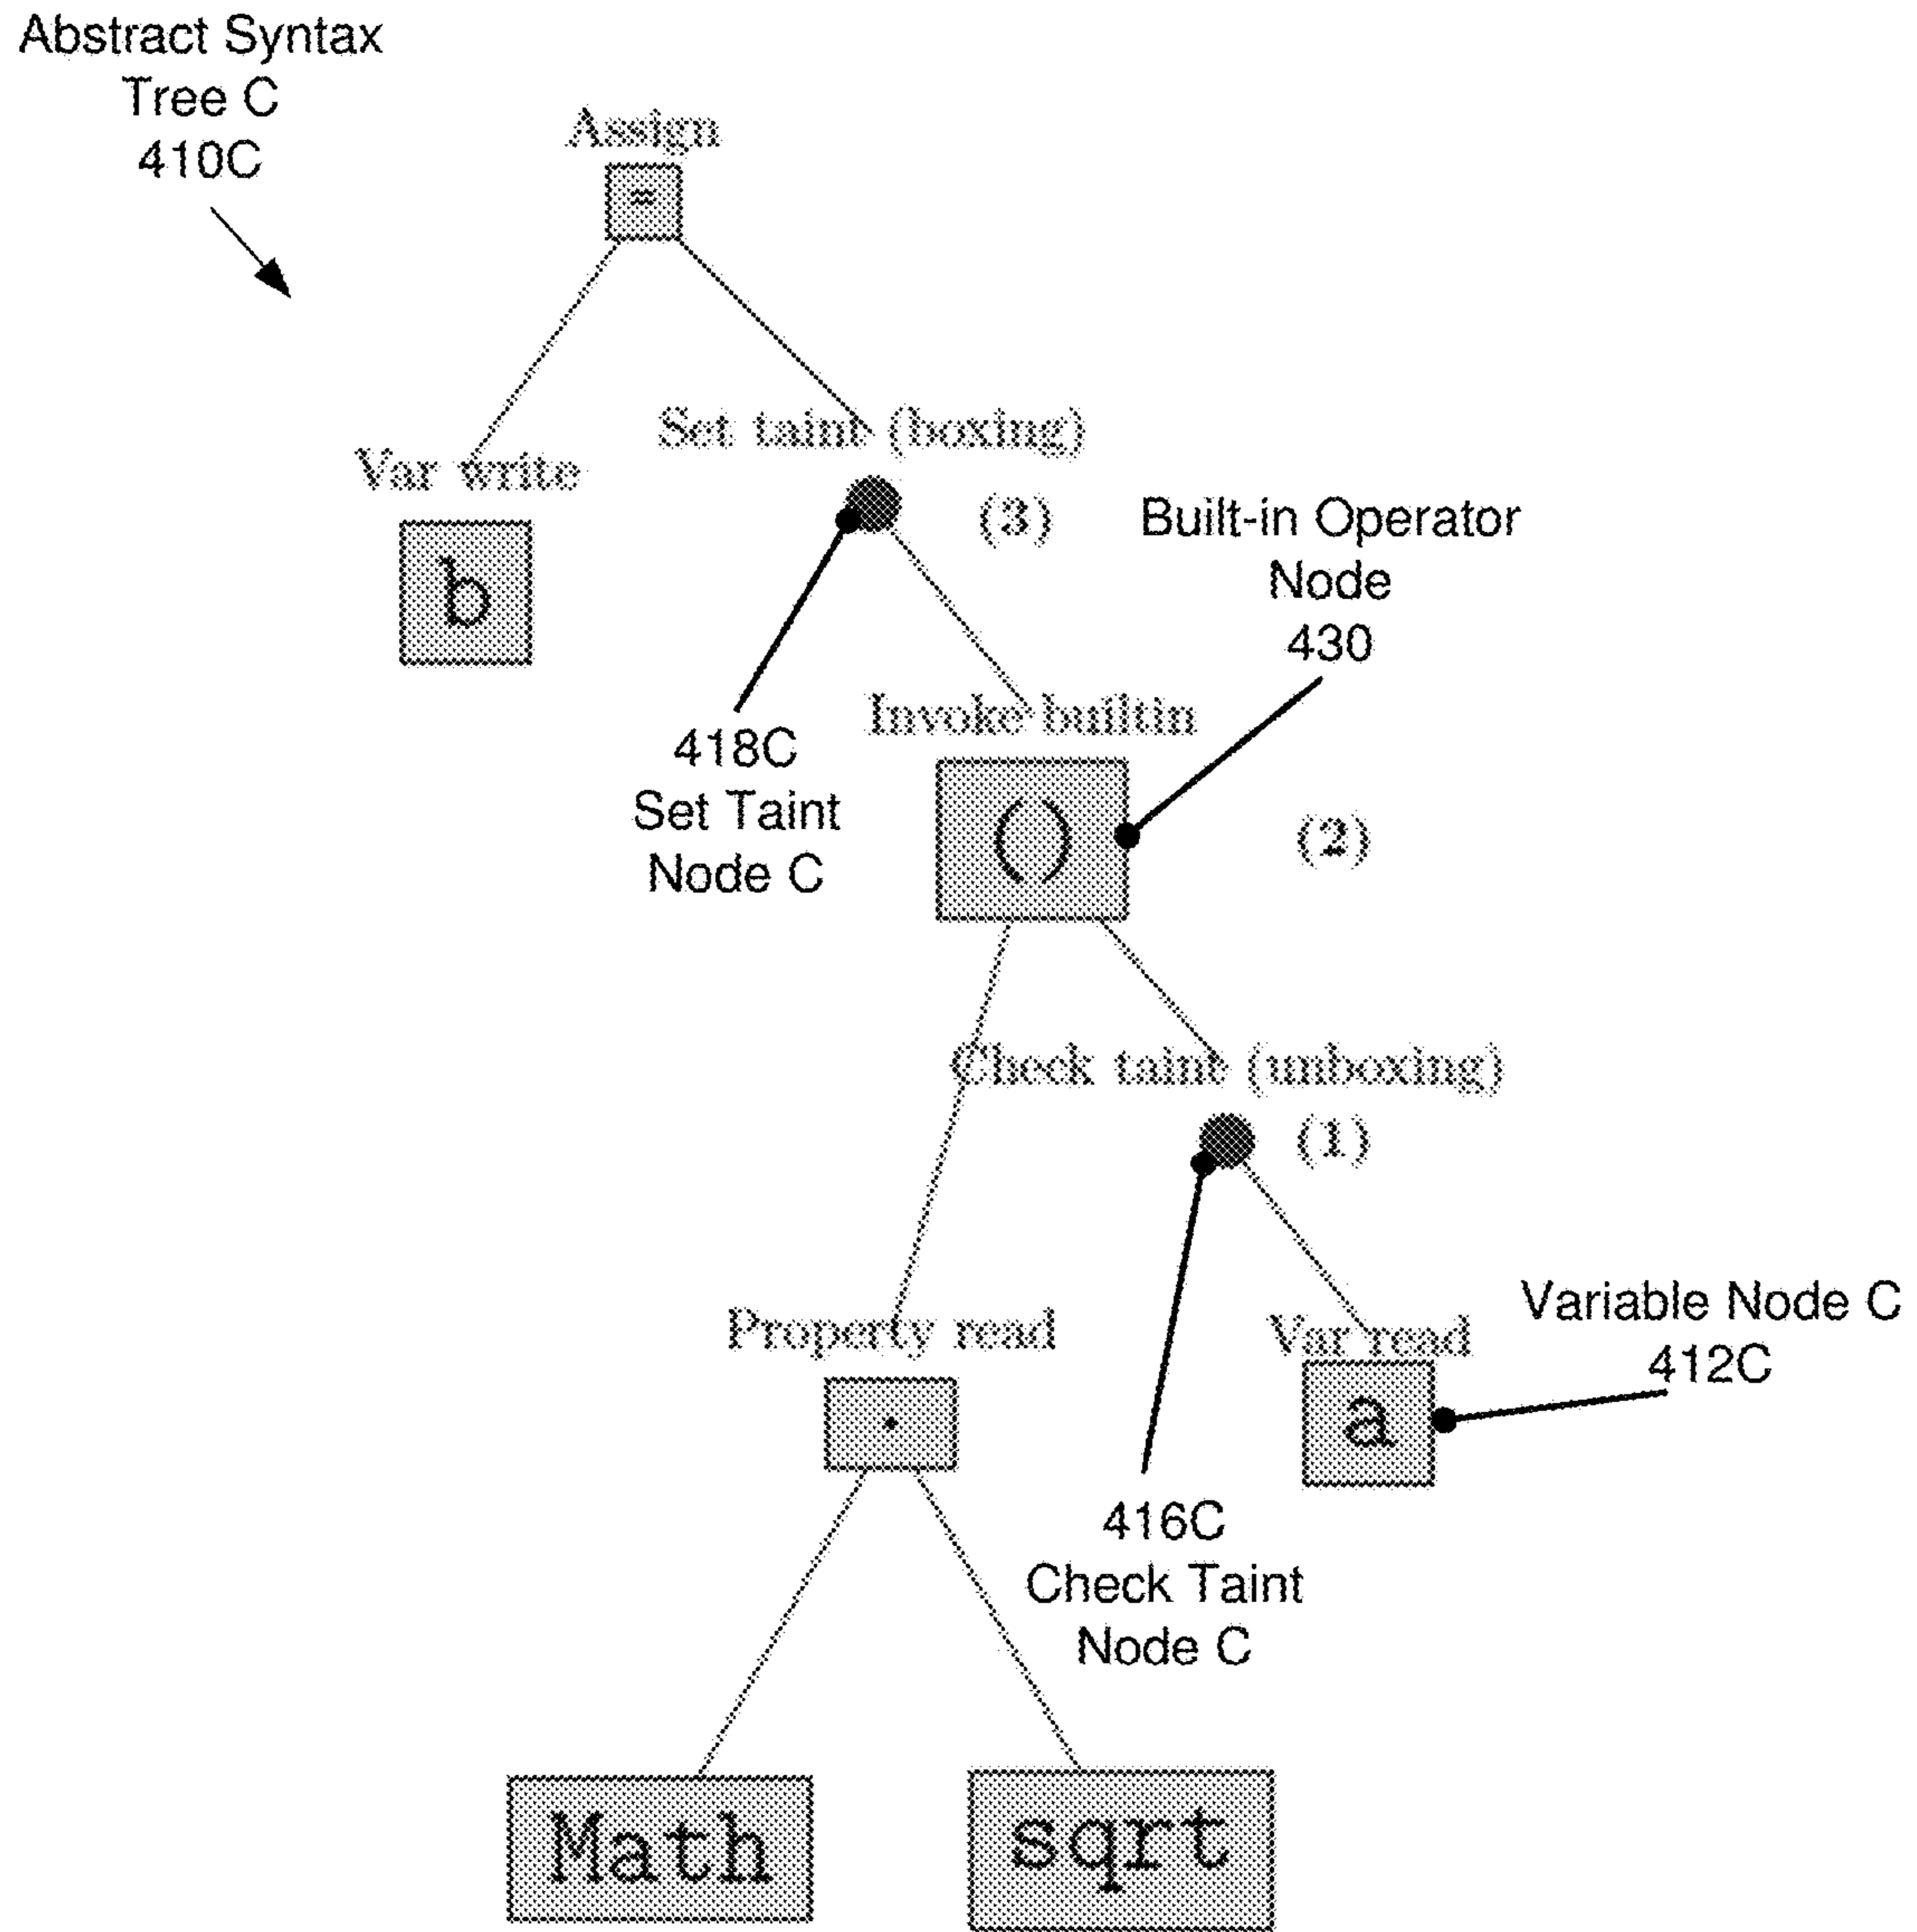 Abstract Syntax
Tree C
410C
Assign
=
Set taint (boxing)
Var write
(3)
b
Built-in Operator
Node
430
Invoke builtin
418C
Set Taint
Node C
()
(2)
Check taint (unboxing)
(1)
Variable Node C
412C
Property read
Var read
.
a
416C
Check Taint
Node C
Math
sqrt